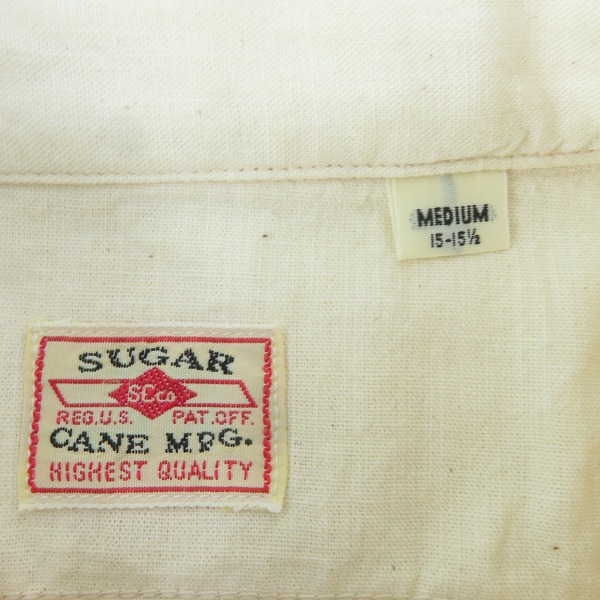 MEDIUM
15-15½
SUGAR
SCCO
REG.U.S. PAT.OFF.
CANE MFG.
HIGHEST QUALITY